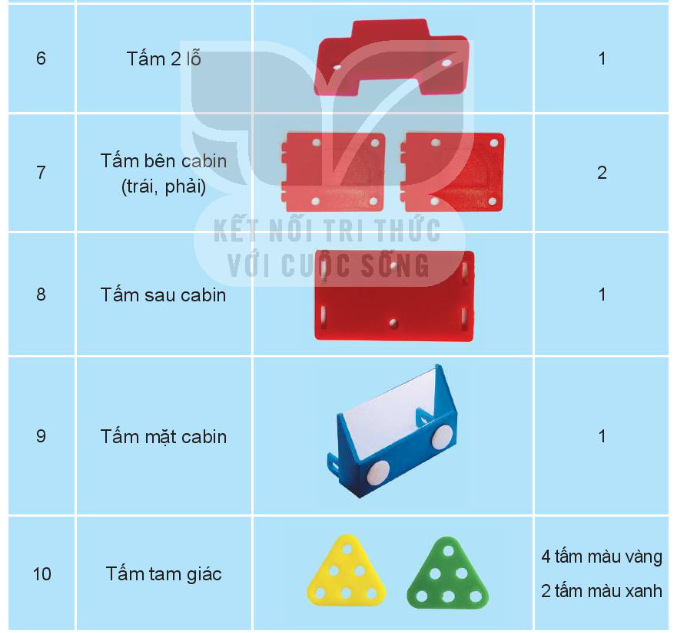 6 Tấm 2 lỗ 1
7 Tấm bên cabin (trái, phải) 2
KẾT NỐI TRI THỨC
VỚI CUỘC SỐNG
8 Tấm sau cabin 1
9 Tấm mặt cabin 1
10 Tấm tam giác 4 tấm màu vàng
2 tấm màu xanh